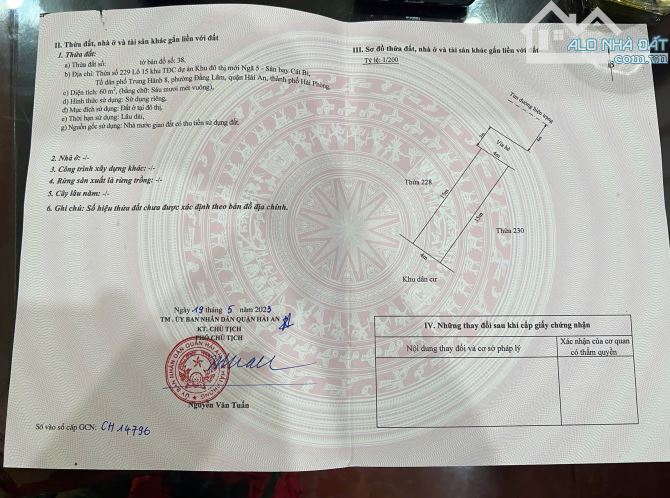 II. Thửa đất, nhà ở và tài sản khác gắn liền với đất
1. Thửa đất:
a) Thửa đất số: tờ bản đồ số: 38,
b) Địa chỉ: Thửa số 229 Lô 15 khu TĐC dự án Khu đô thị mới Ngã 5 - Sân bay Cát Bi,
Tổ dân phố Trung Hành 8, phường Đằng Lâm, quận Hải An, thành phố Hải Phòng,
c) Diện tích: 60 m², (bằng chữ: Sáu mươi mét vuông),
d) Hình thức sử dụng: Sử dụng riêng,
đ) Mục đích sử dụng: Đất ở tại đô thị,
e) Thời hạn sử dụng: Lâu dài,
g) Nguồn gốc sử dụng: Nhà nước giao đất có thu tiền sử dụng đất.
2. Nhà ở: -/-
3. Công trình xây dựng khác: -/-
4. Rừng sản xuất là rừng trồng: -/-
5. Cây lâu năm: -/-
6. Ghi chú: Số hiệu thửa đất chưa được xác định theo bản đồ địa chính.
Ngày 19 tháng 5 năm 2023
TM. ỦY BAN NHÂN DÂN QUẬN HẢI AN
KT. CHỦ TỊCH
PHÓ CHỦ TỊCH
Nguyễn Văn Tuấn
Số vào sổ cấp GCN: CH14796
III. Sơ đồ thửa đất, nhà ở và tài sản khác gắn liền với đất
Tỷ lệ: 1/200
Tim đường hiện trạng
Vỉa hè
4m
Thửa 228
15m
15m
Thửa 230
4m
Khu dân cư
IV. Những thay đổi sau khi cấp giấy chứng nhận
Nội dung thay đổi và cơ sở pháp lý
Xác nhận của cơ quan
có thẩm quyền
ALO NHÀ ĐẤT